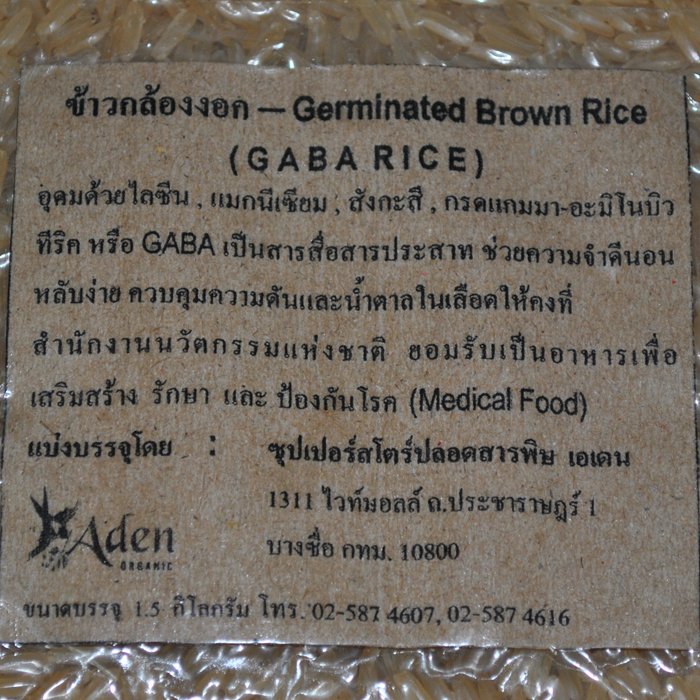 ข้าวกล้องงอก – Germinated Brown Rice
(GABA RICE)
อุดมด้วยไลซีน , แมกนีเซียม , สังกะสี , กรดแกมมา-อะมิโนบิว
ทีริค หรือ GABA เป็นสารสื่อสารประสาท ช่วยความจำดีนอน
หลับง่าย ควบคุมความดันและน้ำตาลในเลือดให้คงที่
สำนักงานนวัตกรรมแห่งชาติ ยอมรับเป็นอาหารเพื่อ
เสริมสร้าง รักษา และ ป้องกันโรค (Medical Food)
แบ่งบรรจุโดย : ซุปเปอร์สโตร์ปลอดสารพิษ เอเดน
1311 ไวท์มอลล์ ถ.ประชาราษฎร์ 1
บางซื่อ กทม. 10800
Aden
ORGANIC
ขนาดบรรจุ 1.5 กิโลกรัม โทร. 02-587 4607, 02-587 4616